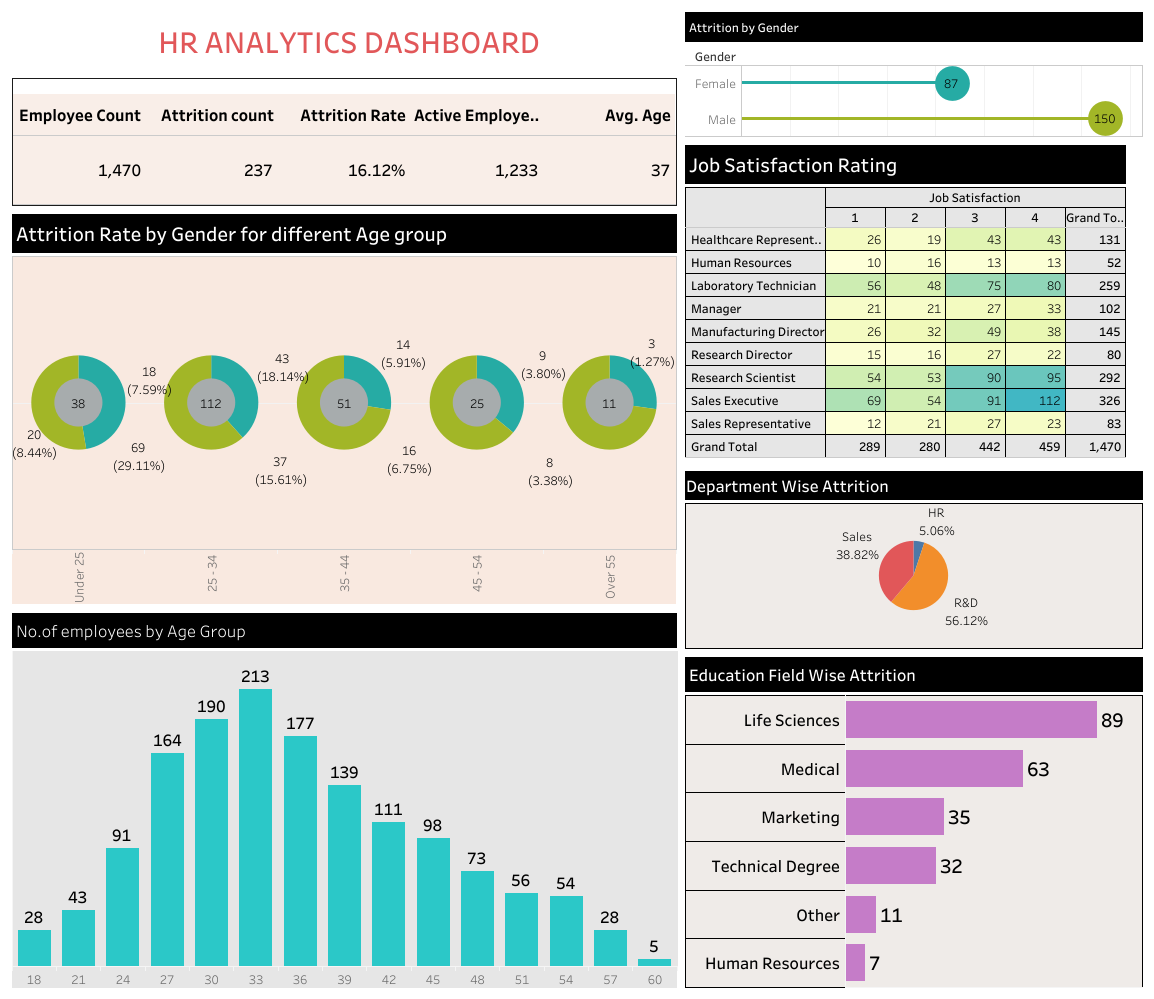 HR ANALYTICS DASHBOARD
Employee Count Attrition count Attrition Rate Active Employe.. Avg. Age
1,470 237 16.12% 1,233 37
Attrition Rate by Gender for different Age group
18
(7.59%)
38
20
(8.44%)
43
(18.14%)
112
69
(29.11%)
14
(5.91%)
51
37
(15.61%)
9
(3.80%)
25
16
(6.75%)
3
(1.27%)
11
8
(3.38%)
Under 25
25 - 34
35 - 44
45 - 54
Over 55
No.of employees by Age Group
28 43 91 164 190 213 177 139 111 98 73 56 54 28 5
18 21 24 27 30 33 36 39 42 45 48 51 54 57 60
Attrition by Gender
Gender
Female 87
Male 150
Job Satisfaction Rating
Job Satisfaction
1 2 3 4 Grand To..
Healthcare Represent.. 26 19 43 43 131
Human Resources 10 16 13 13 52
Laboratory Technician 56 48 75 80 259
Manager 21 21 27 33 102
Manufacturing Director 26 32 49 38 145
Research Director 15 16 27 22 80
Research Scientist 54 53 90 95 292
Sales Executive 69 54 91 112 326
Sales Representative 12 21 27 23 83
Grand Total 289 280 442 459 1,470
Department Wise Attrition
HR
5.06%
Sales
38.82%
R&D
56.12%
Education Field Wise Attrition
Life Sciences 89
Medical 63
Marketing 35
Technical Degree 32
Other 11
Human Resources 7